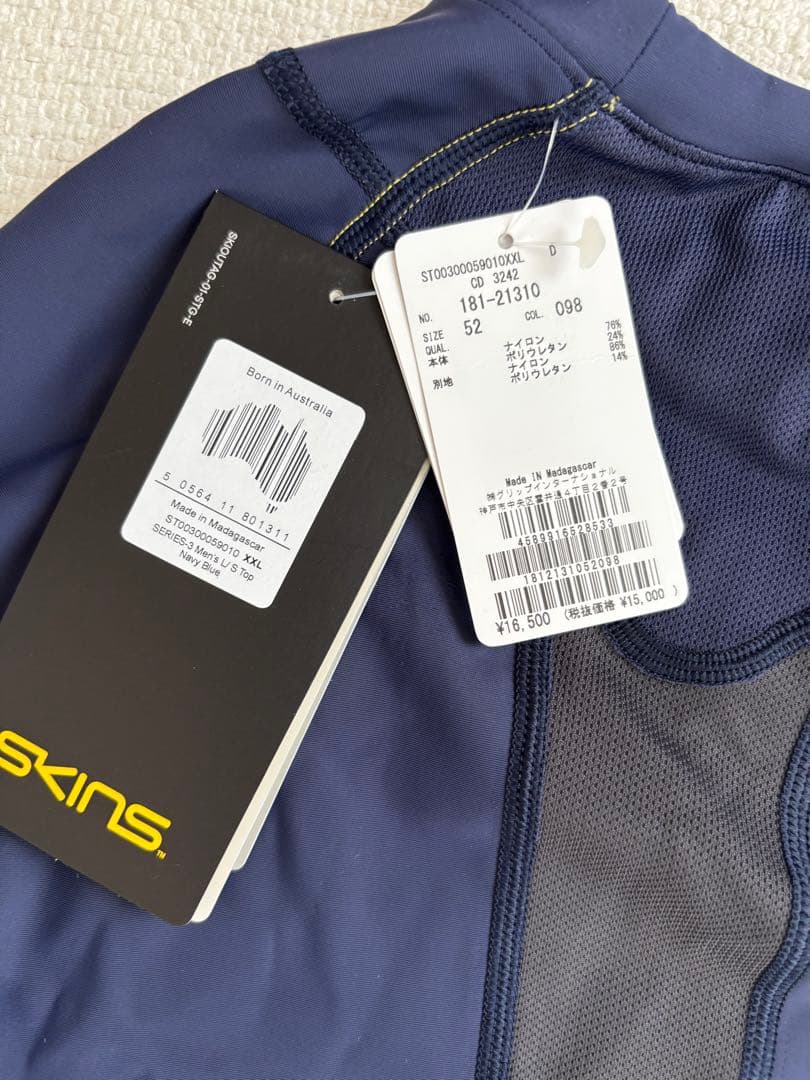 SKIOUTAG-01-STG-E
Born in Australia
5 0564 11 801311
Made in Madagascar
ST00300059010 XXL
SERIES-3 Men's L/S Top
Navy Blue
SKINS™
ST00300059010XXL D
CD 3242
NO. 181-21310
SIZE 52 COL. 098
QUAL.
本体 ナイロン 76%
ポリウレタン 24%
別地 ナイロン 86%
ポリウレタン 14%
Made IN Madagascar
㈱グリップインターナショナル
神戸市中央区雲井通4丁目2番2号
4589916528533
1812131052098
¥16,500 (税抜価格 ¥15,000 )